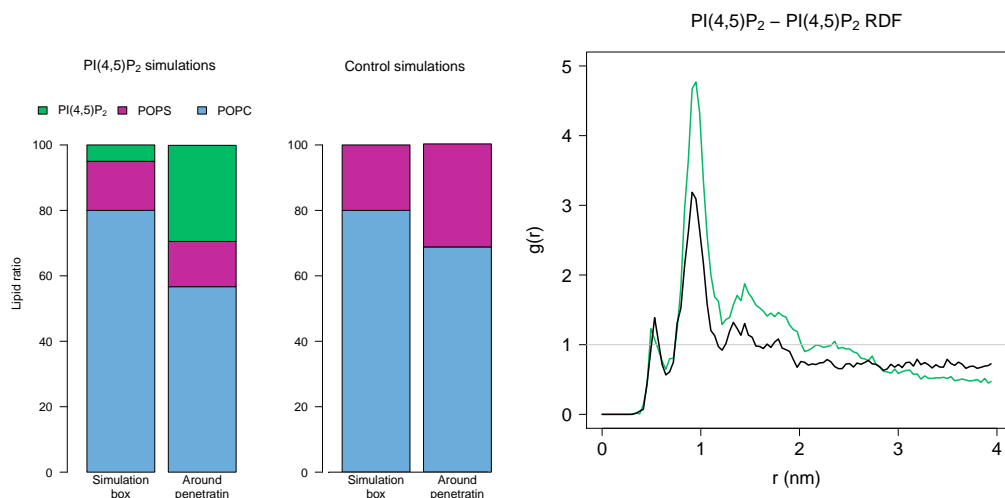 PI(4,5)P₂ simulations
Control simulations
PI(4,5)P₂ − PI(4,5)P₂ RDF
PI(4,5)P₂
POPS
POPC
Lipid ratio
100
80
60
40
20
0
Simulation box
Around penetratin
100
80
60
40
20
0
Simulation box
Around penetratin
g(r)
5
4
3
2
1
0
0 1 2 3 4
r (nm)